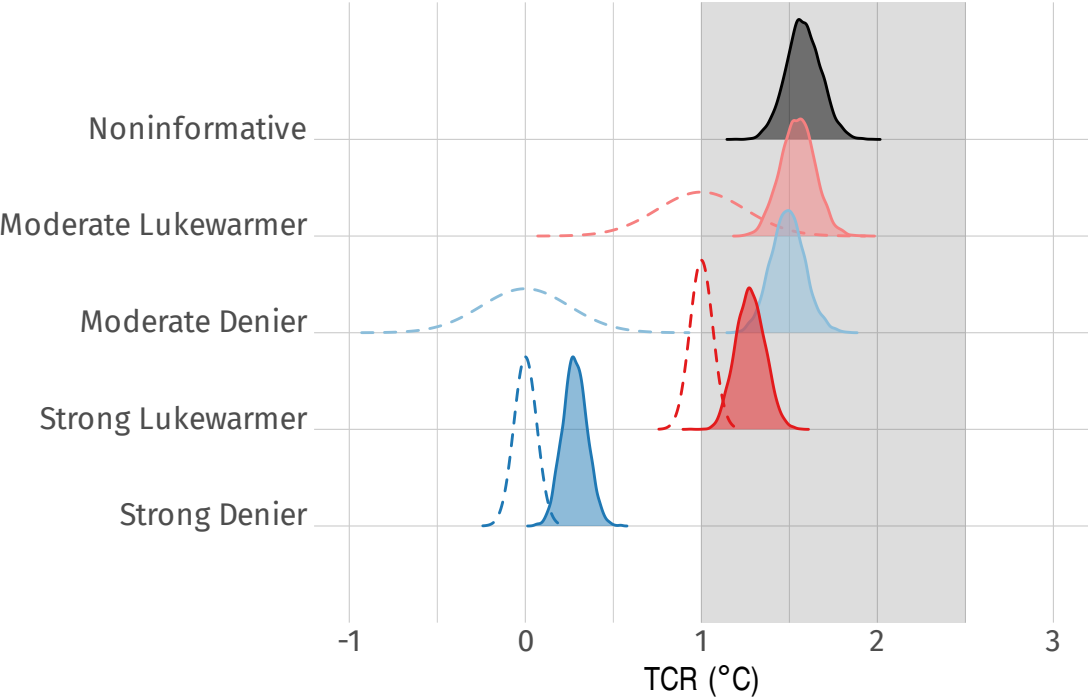 Noninformative
Moderate Lukewarmer
Moderate Denier
Strong Lukewarmer
Strong Denier
-1 0 1 2 3
TCR (°C)